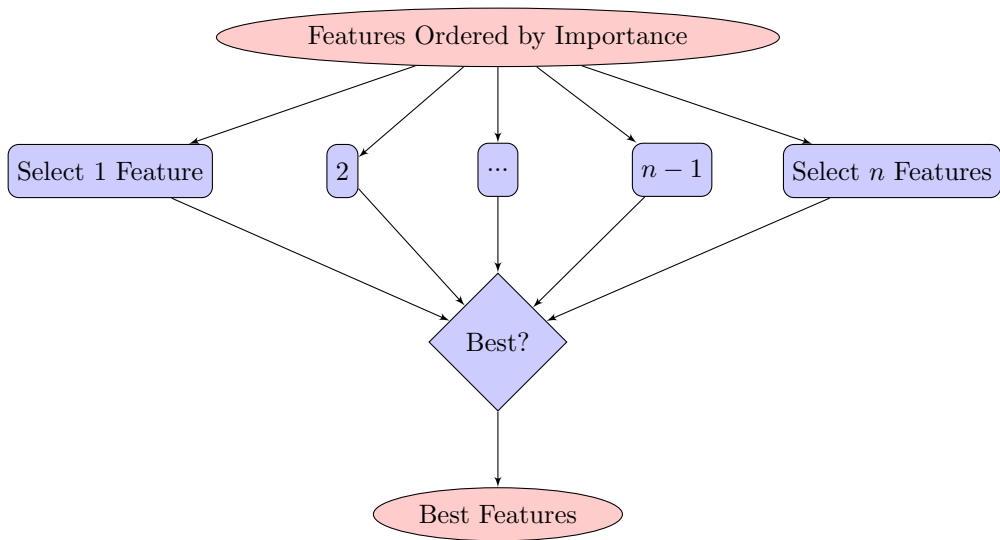 Features Ordered by Importance
Select 1 Feature
2
...
n − 1
Select n Features
Best?
Best Features